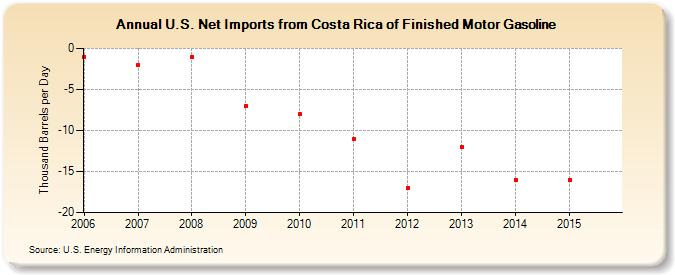 Annual U.S. Net Imports from Costa Rica of Finished Motor Gasoline
Thousand Barrels per Day
0
-5
-10
-15
-20
2006 2007 2008 2009 2010 2011 2012 2013 2014 2015
Source: U.S. Energy Information Administration